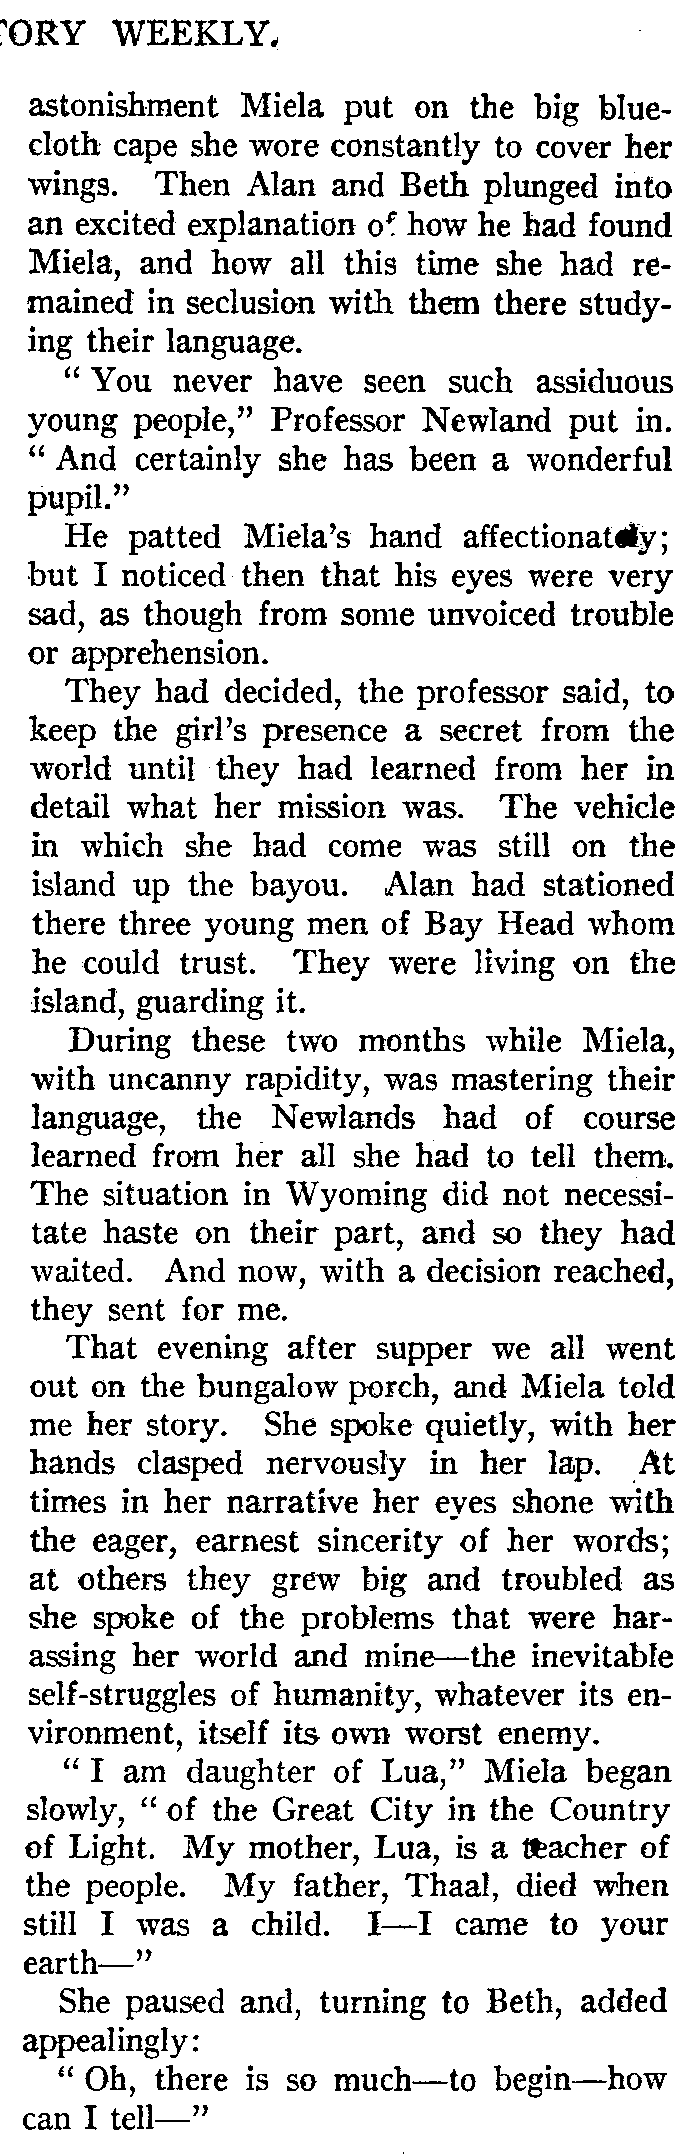 TORY WEEKLY.
astonishment Miela put on the big blue-
cloth cape she wore constantly to cover her
wings. Then Alan and Beth plunged into
an excited explanation of how he had found
Miela, and how all this time she had re-
mained in seclusion with them there study-
ing their language.
“ You never have seen such assiduous
young people,” Professor Newland put in.
“ And certainly she has been a wonderful
pupil.”
He patted Miela’s hand affectionately;
but I noticed then that his eyes were very
sad, as though from some unvoiced trouble
or apprehension.
They had decided, the professor said, to
keep the girl’s presence a secret from the
world until they had learned from her in
detail what her mission was. The vehicle
in which she had come was still on the
island up the bayou. Alan had stationed
there three young men of Bay Head whom
he could trust. They were living on the
island, guarding it.
During these two months while Miela,
with uncanny rapidity, was mastering their
language, the Newlands had of course
learned from her all she had to tell them.
The situation in Wyoming did not necessi-
tate haste on their part, and so they had
waited. And now, with a decision reached,
they sent for me.
That evening after supper we all went
out on the bungalow porch, and Miela told
me her story. She spoke quietly, with her
hands clasped nervously in her lap. At
times in her narrative her eyes shone with
the eager, earnest sincerity of her words;
at others they grew big and troubled as
she spoke of the problems that were har-
assing her world and mine—the inevitable
self-struggles of humanity, whatever its en-
vironment, itself its own worst enemy.
“ I am daughter of Lua,” Miela began
slowly, “ of the Great City in the Country
of Light. My mother, Lua, is a teacher of
the people. My father, Thaal, died when
still I was a child. I—I came to your
earth—”
She paused and, turning to Beth, added
appealingly:
“ Oh, there is so much—to begin—how
can I tell—”